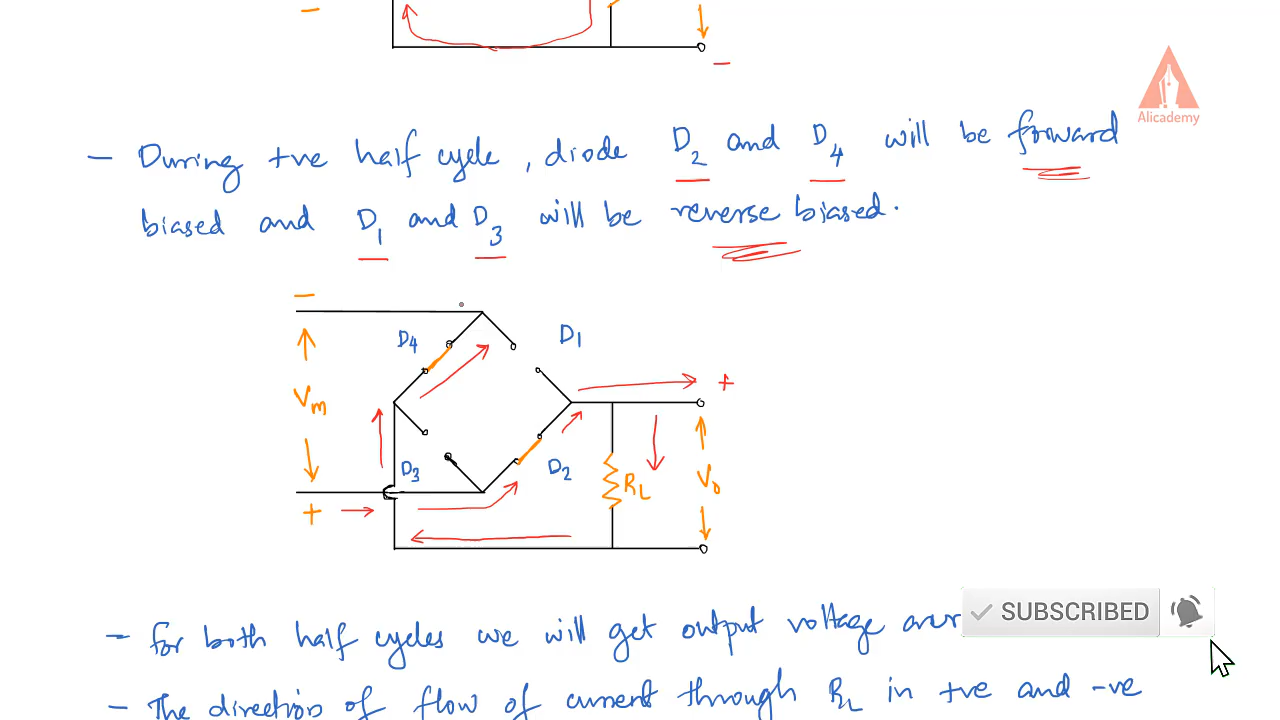 -
-
Alicademy
- During +ve half cycle, diode D2 and D4 will be forward
biased and D1 and D3 will be reverse biased.
-
D4 D1
Vm
+
D3 D2 RL Vo
+
- For both half cycles we will get output voltage
SUBSCRIBED
- The direction of flow of current through RL in +ve and -ve